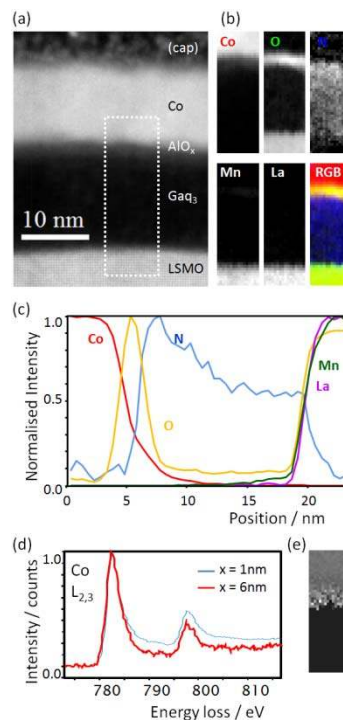 (a)
(cap)
Co
AlOx
Gaq3
10 nm
LSMO
(b)
Co
O
N
Mn
La
RGB
(c)
Normalised Intensity
1.0
0.5
0.0
Co
N
O
Mn
La
0
5
10
15
20
Position / nm
(d)
Intensity / counts
1.0
0.0
Co
L2,3
x = 1nm
x = 6nm
780
790
800
810
Energy loss / eV
(e)